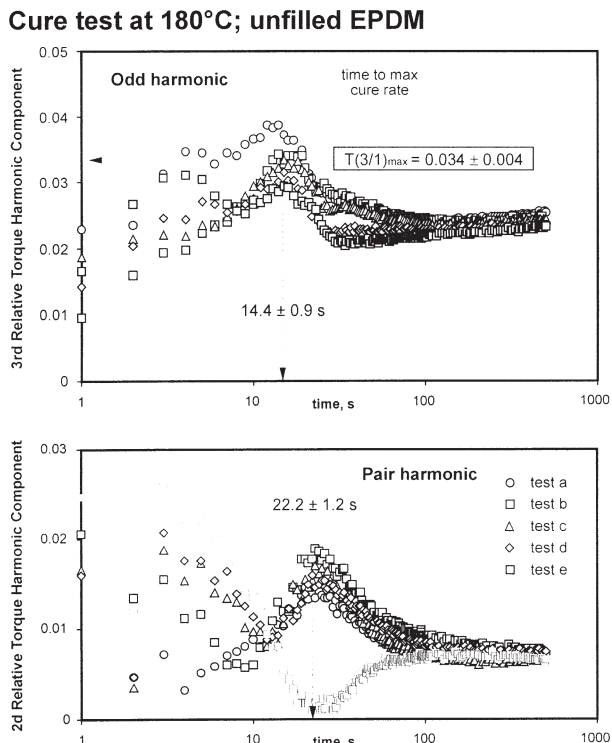 Cure test at 180°C; unfilled EPDM
3rd Relative Torque Harmonic Component
0.05
0.04
0.03
0.02
0.01
0
Odd harmonic
time to max
cure rate
T(3/1)max = 0.034 ± 0.004
14.4 ± 0.9 s
1
10
100
1000
time, s
2d Relative Torque Harmonic Component
0.03
0.02
0.01
0
Pair harmonic
22.2 ± 1.2 s
test a
test b
test c
test d
test e
1
10
100
1000
time, s